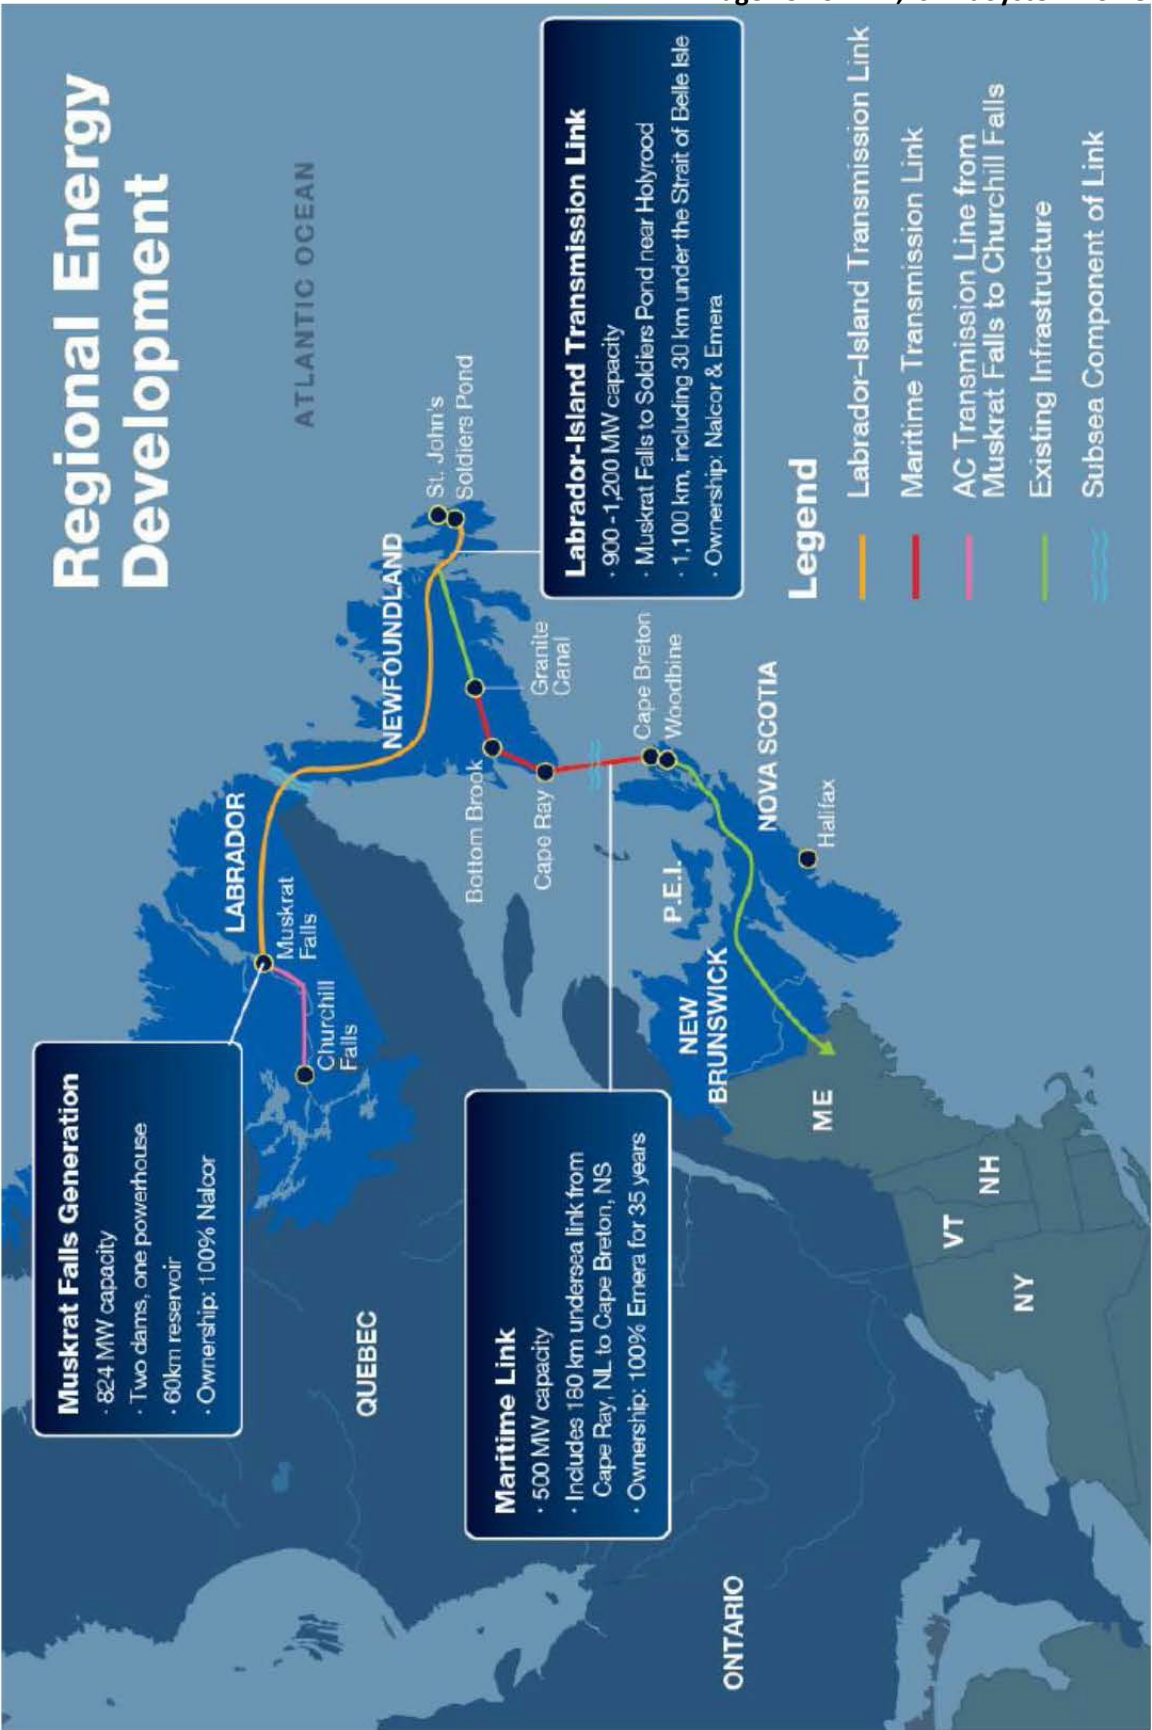 Regional Energy
Development
ATLANTIC OCEAN
Muskrat Falls Generation
· 824 MW capacity
· Two dams, one powerhouse
· 60km reservoir
· Ownership: 100% Nalcor
LABRADOR
Muskrat
Falls
Churchill
Falls
QUEBEC
NEWFOUNDLAND
St. John's
Soldiers Pond
Labrador-Island Transmission Link
· 900 -1,200 MW capacity
· Muskrat Falls to Soldiers Pond near Holyrood
· 1,100 km, including 30 km under the Strait of Belle Isle
· Ownership: Nalcor & Emera
Bottom Brook
Granite
Canal
Cape Ray
Cape Breton
Woodbine
Maritime Link
· 500 MW capacity
· Includes 180 km undersea link from
Cape Ray, NL to Cape Breton, NS
· Ownership: 100% Emera for 35 years
P.E.I.
NEW
BRUNSWICK
NOVA SCOTIA
Halifax
ONTARIO
ME
VT
NH
NY
Legend
Labrador–Island Transmission Link
Maritime Transmission Link
AC Transmission Line from
Muskrat Falls to Churchill Falls
Existing Infrastructure
Subsea Component of Link